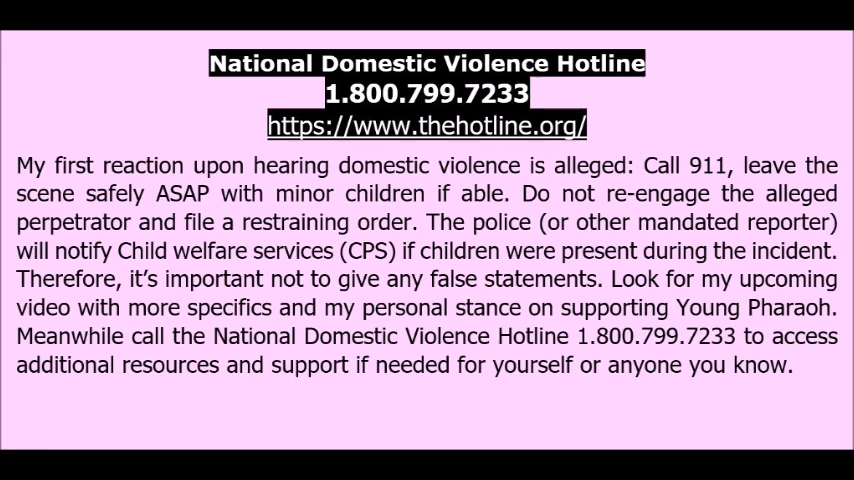 National Domestic Violence Hotline
1.800.799.7233
https://www.thehotline.org/
My first reaction upon hearing domestic violence is alleged: Call 911, leave the
scene safely ASAP with minor children if able. Do not re-engage the alleged
perpetrator and file a restraining order. The police (or other mandated reporter)
will notify Child welfare services (CPS) if children were present during the incident.
Therefore, it’s important not to give any false statements. Look for my upcoming
video with more specifics and my personal stance on supporting Young Pharaoh.
Meanwhile call the National Domestic Violence Hotline 1.800.799.7233 to access
additional resources and support if needed for yourself or anyone you know.